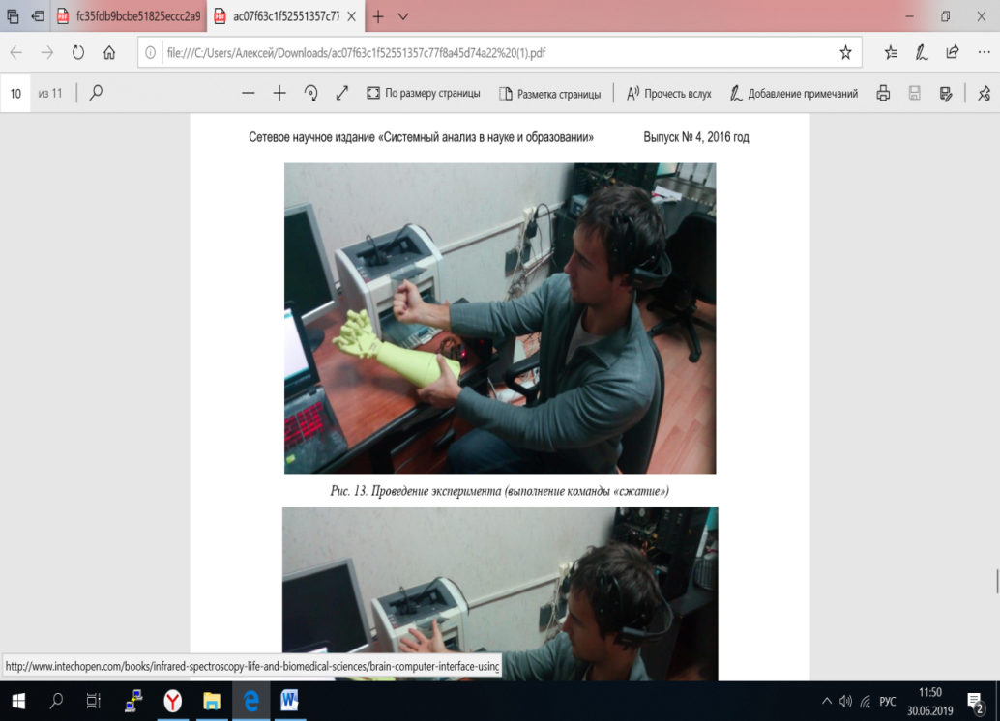 fc35fdb9bcbe51825eccc2a9
ac07f63c1f52551357c77
file:///C:/Users/Алексей/Downloads/ac07f63c1f52551357c77f8a45d74a22%20(1).pdf
10 из 11 По размеру страницы Разметка страницы Прочесть вслух Добавление примечаний
Сетевое научное издание «Системный анализ в науке и образовании» Выпуск № 4, 2016 год
Рис. 13. Проведение эксперимента (выполнение команды «сжатие»)
http://www.intechopen.com/books/infrared-spectroscopy-life-and-biomedical-sciences/brain-computer-interface-using
РУС
11:50
30.06.2019
2